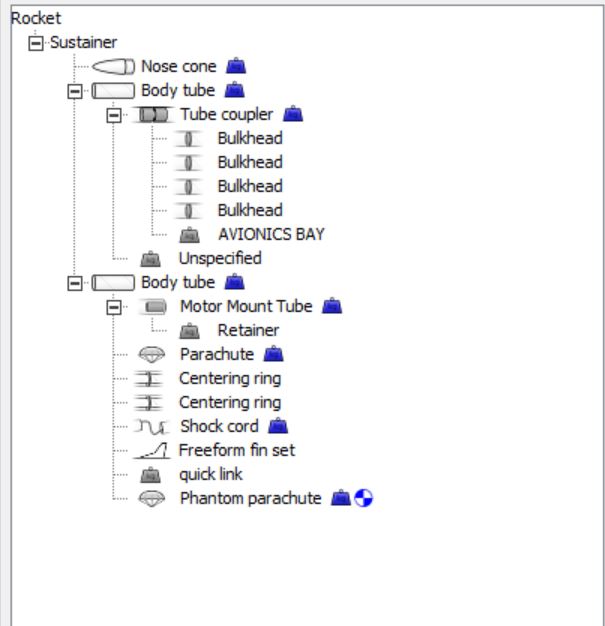 Rocket
Sustainer
Nose cone
Body tube
Tube coupler
Bulkhead
Bulkhead
Bulkhead
Bulkhead
AVIONICS BAY
Unspecified
Body tube
Motor Mount Tube
Retainer
Parachute
Centering ring
Centering ring
Shock cord
Freeform fin set
quick link
Phantom parachute